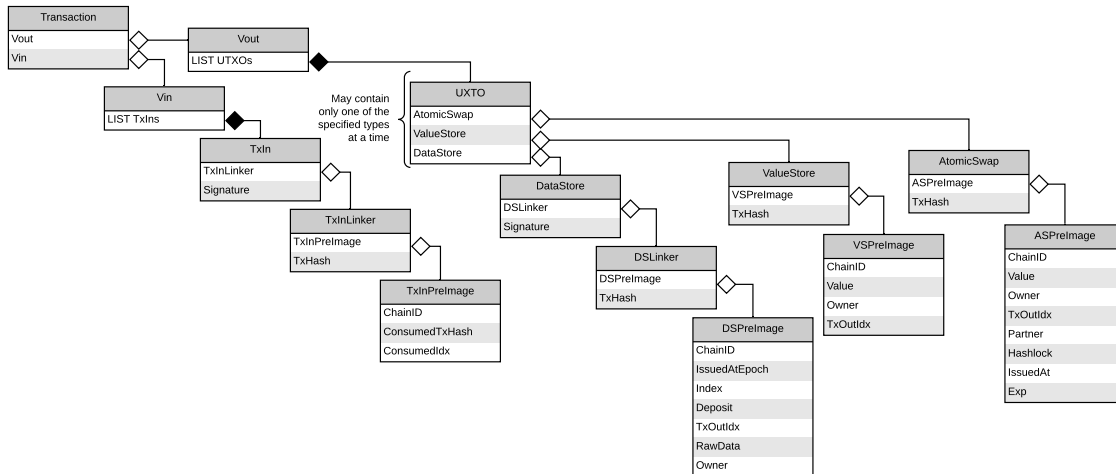 Transaction
Vout
Vin
Vout
LIST UTXOs
Vin
LIST TxIns
May contain
only one of the
specified types
at a time
UXTO
AtomicSwap
ValueStore
DataStore
TxIn
TxInLinker
Signature
TxInLinker
TxInPreImage
TxHash
TxInPreImage
ChainID
ConsumedTxHash
ConsumedIdx
DataStore
DSLinker
Signature
DSLinker
DSPreImage
TxHash
DSPreImage
ChainID
IssuedAtEpoch
Index
Deposit
TxOutIdx
RawData
Owner
ValueStore
VSPreImage
TxHash
VSPreImage
ChainID
Value
Owner
TxOutIdx
AtomicSwap
ASPreImage
TxHash
ASPreImage
ChainID
Value
Owner
TxOutIdx
Partner
Hashlock
IssuedAt
Exp